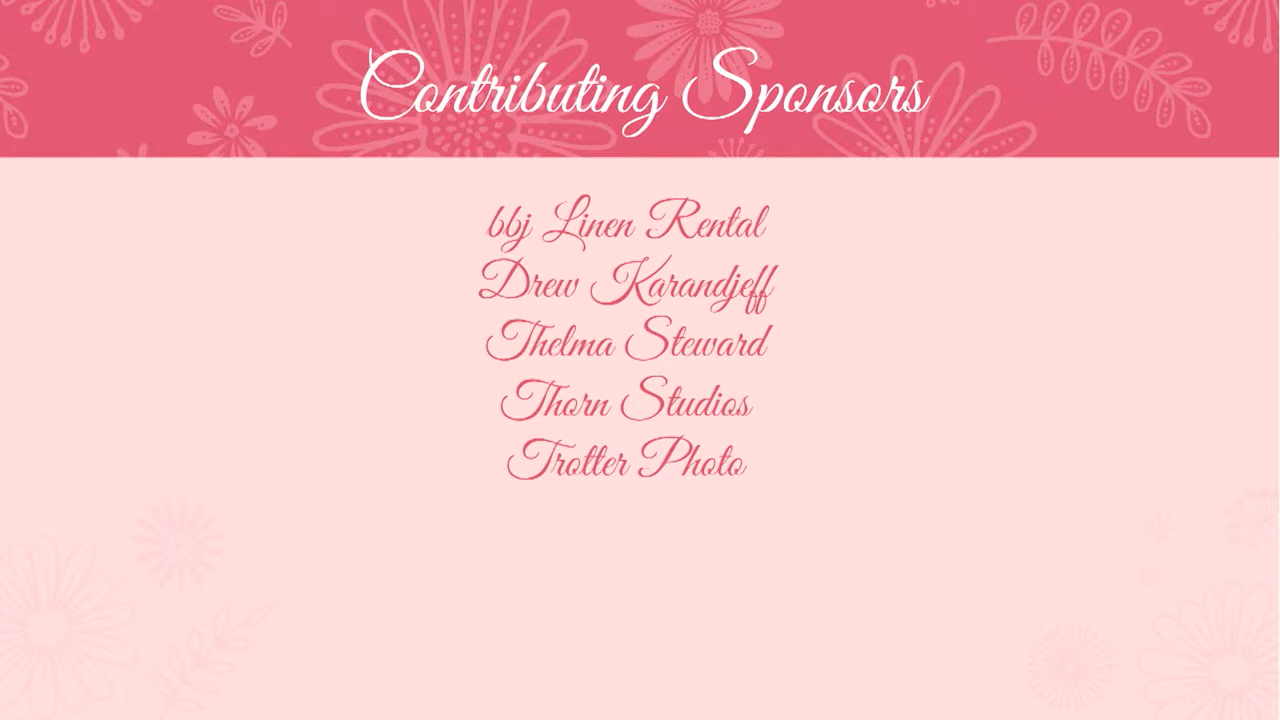 Contributing Sponsors
bbj Linen Rental
Drew Karandjeff
Thelma Steward
Thorn Studios
Trotter Photo